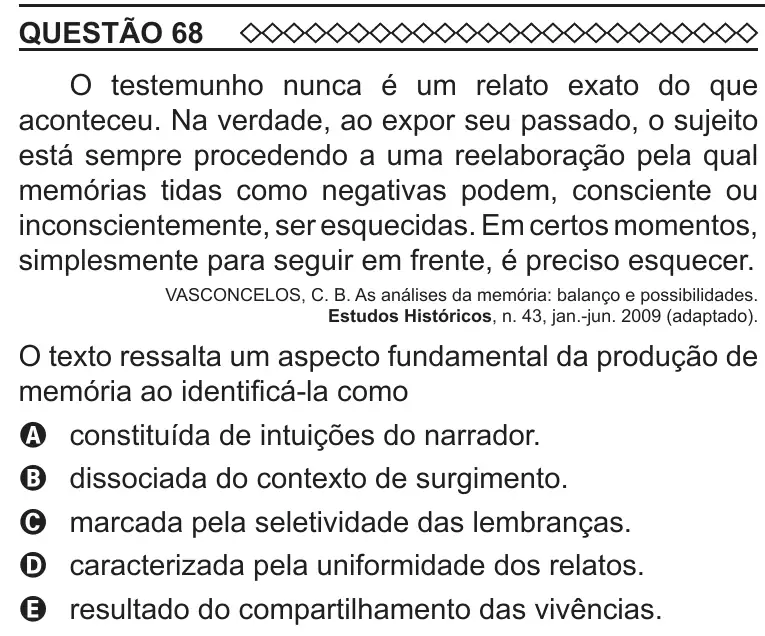 QUESTÃO 68
O testemunho nunca é um relato exato do que
aconteceu. Na verdade, ao expor seu passado, o sujeito
está sempre procedendo a uma reelaboração pela qual
memórias tidas como negativas podem, consciente ou
inconscientemente, ser esquecidas. Em certos momentos,
simplesmente para seguir em frente, é preciso esquecer.
VASCONCELOS, C. B. As análises da memória: balanço e possibilidades.
Estudos Históricos, n. 43, jan.-jun. 2009 (adaptado).
O texto ressalta um aspecto fundamental da produção de
memória ao identificá-la como
A constituída de intuições do narrador.
B dissociada do contexto de surgimento.
C marcada pela seletividade das lembranças.
D caracterizada pela uniformidade dos relatos.
E resultado do compartilhamento das vivências.